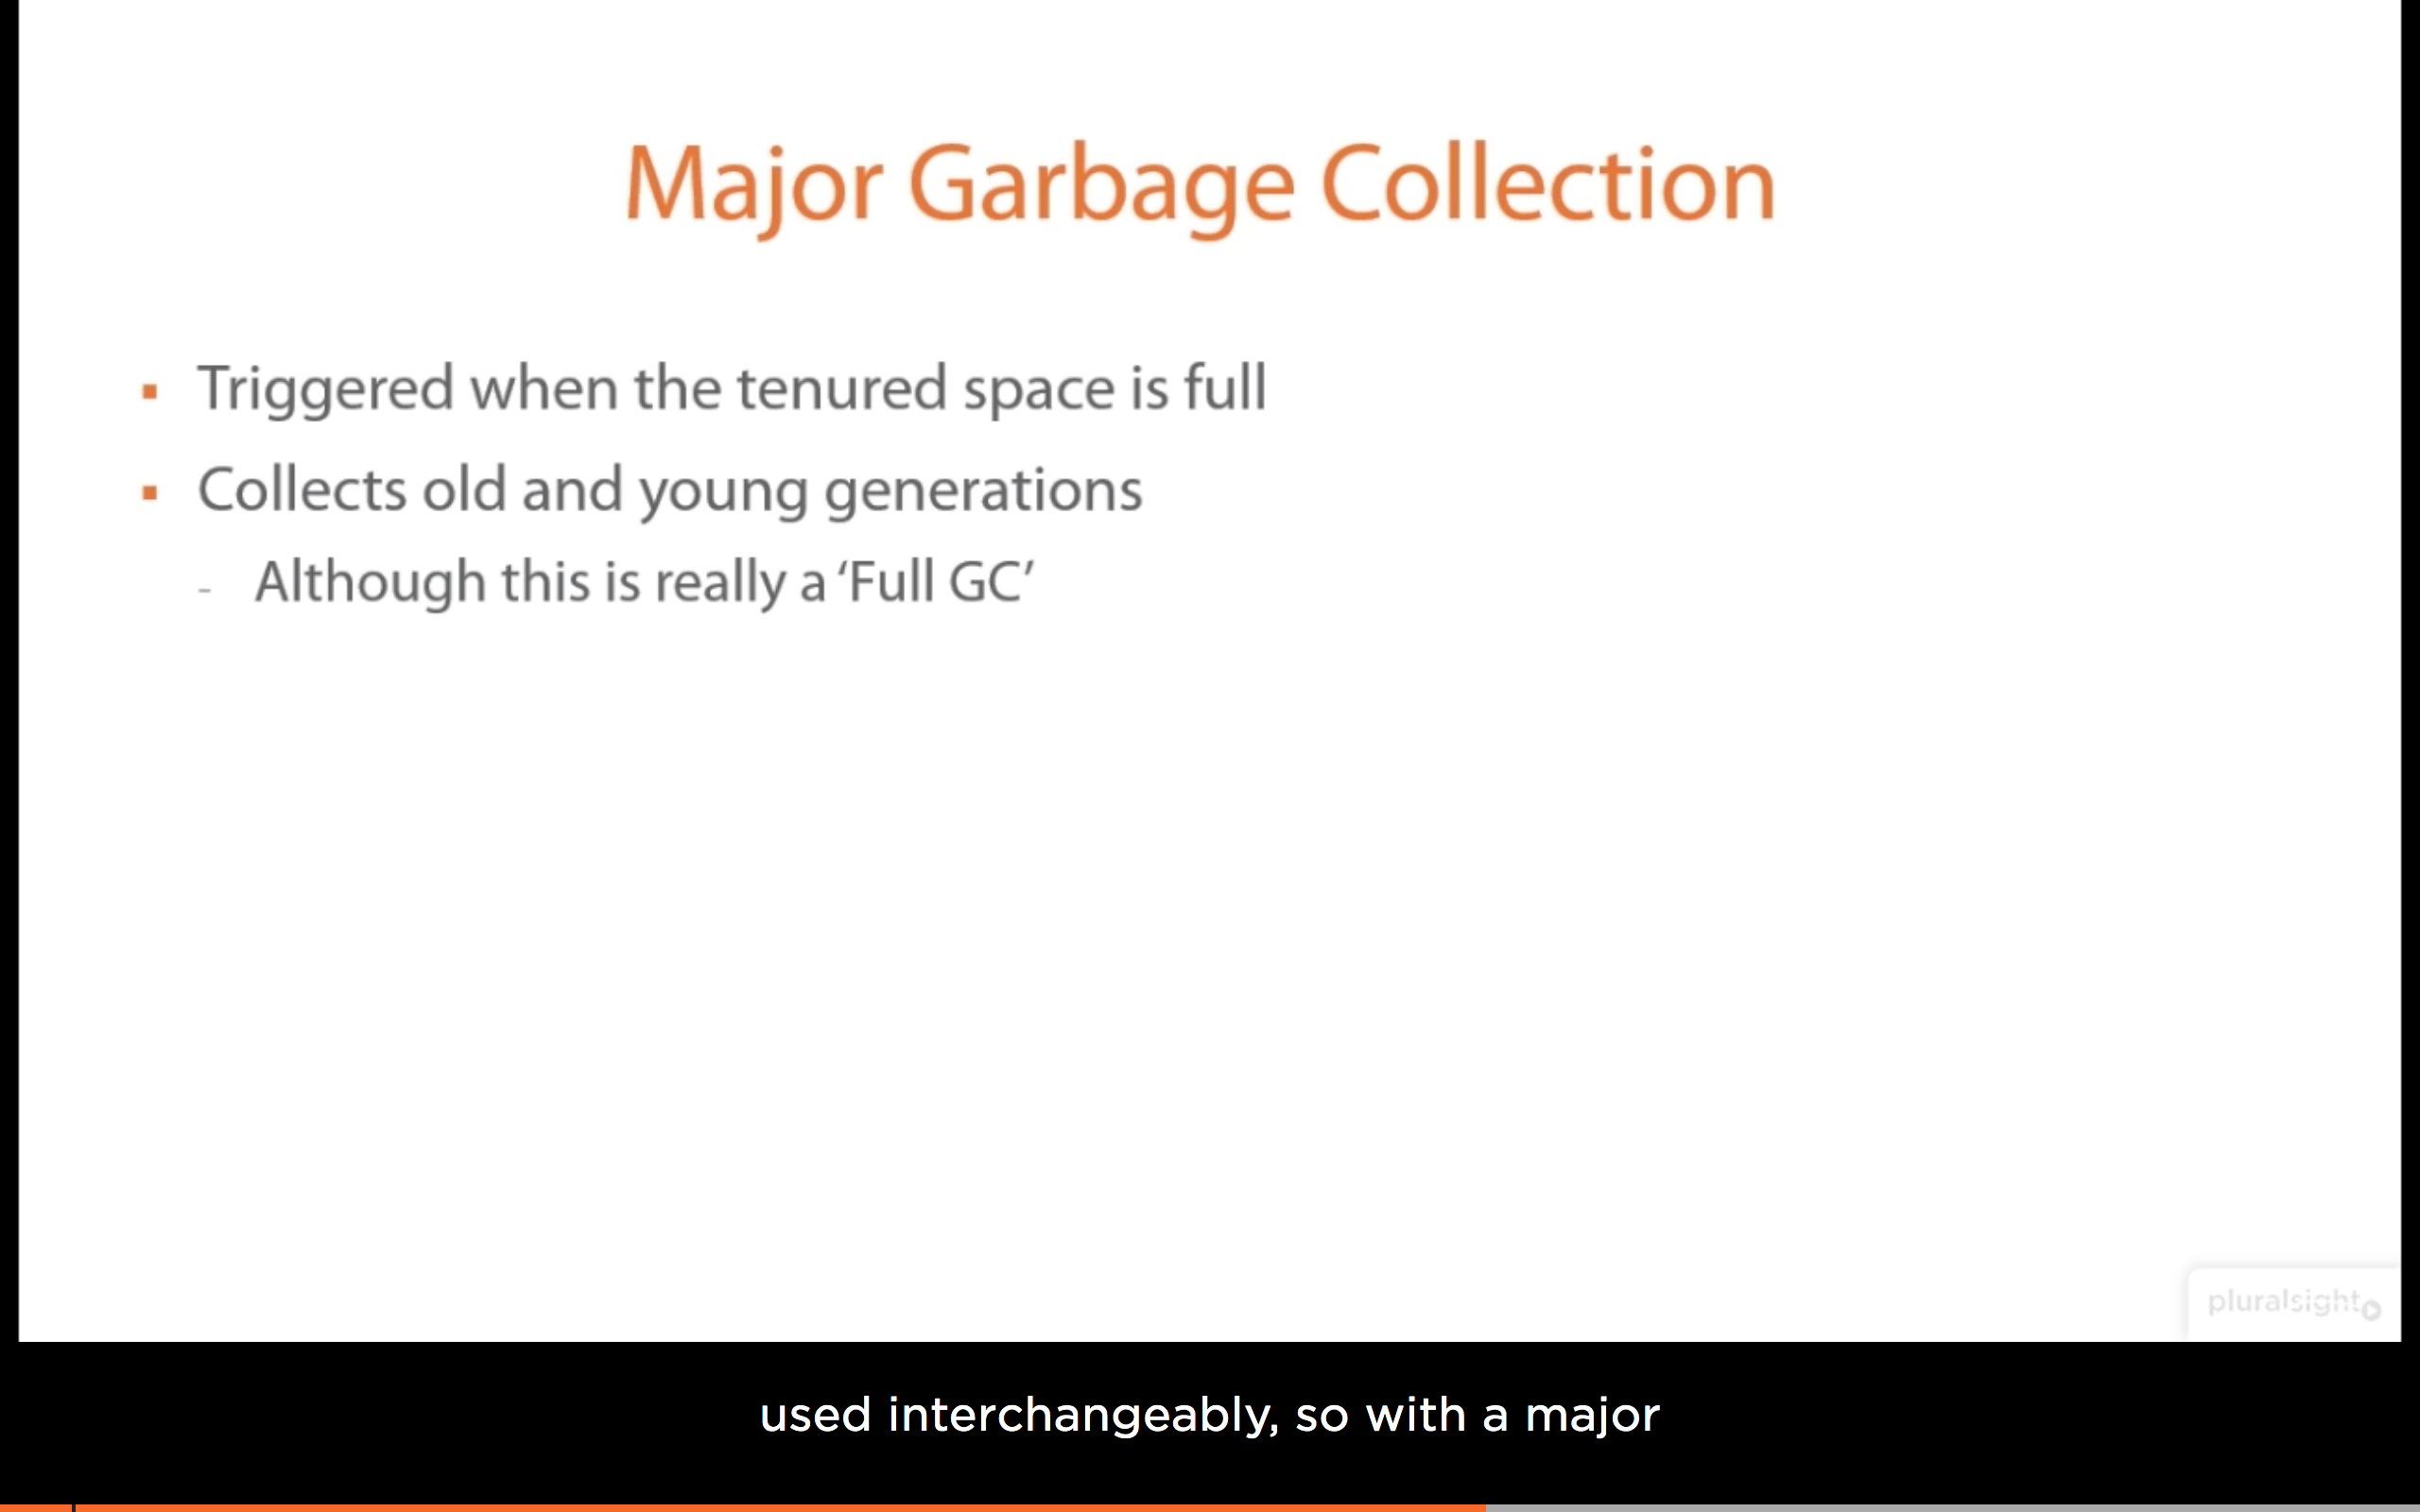 Major Garbage Collection
Triggered when the tenured space is full
Collects old and young generations
- Although this is really a ‘Full GC’
pluralsight
used interchangeably, so with a major